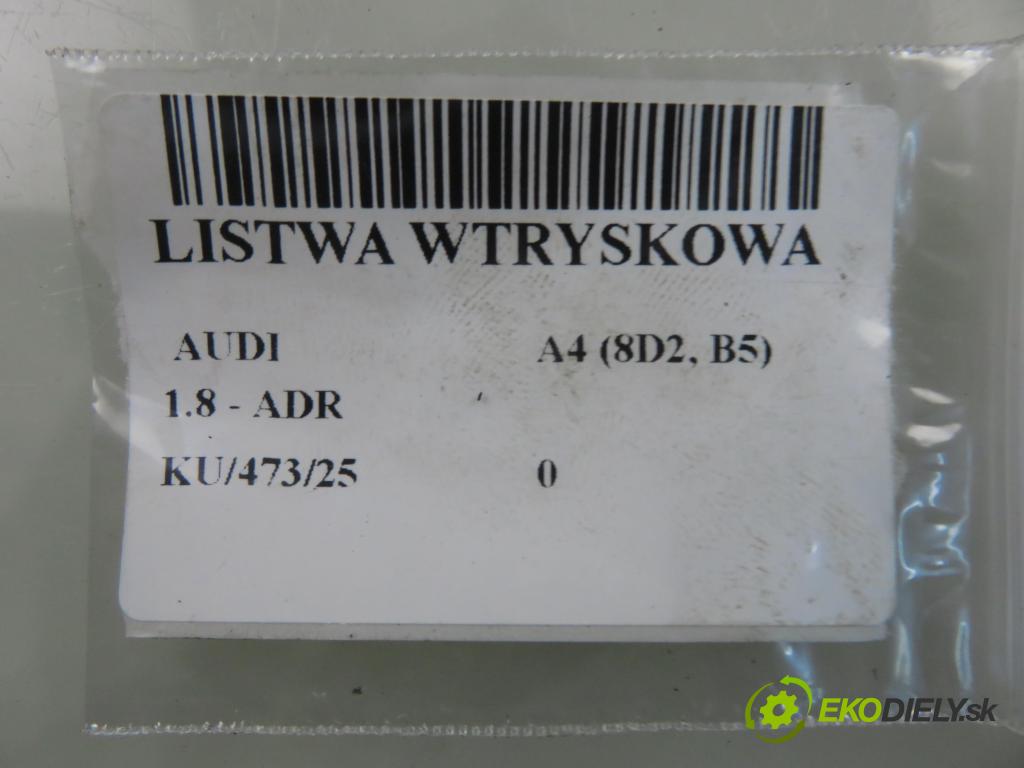 LISTWA WTRYSKOWA
AUDI A4 (8D2, B5)
1.8 - ADR
KU/473/25 0
EKODIELY.sk